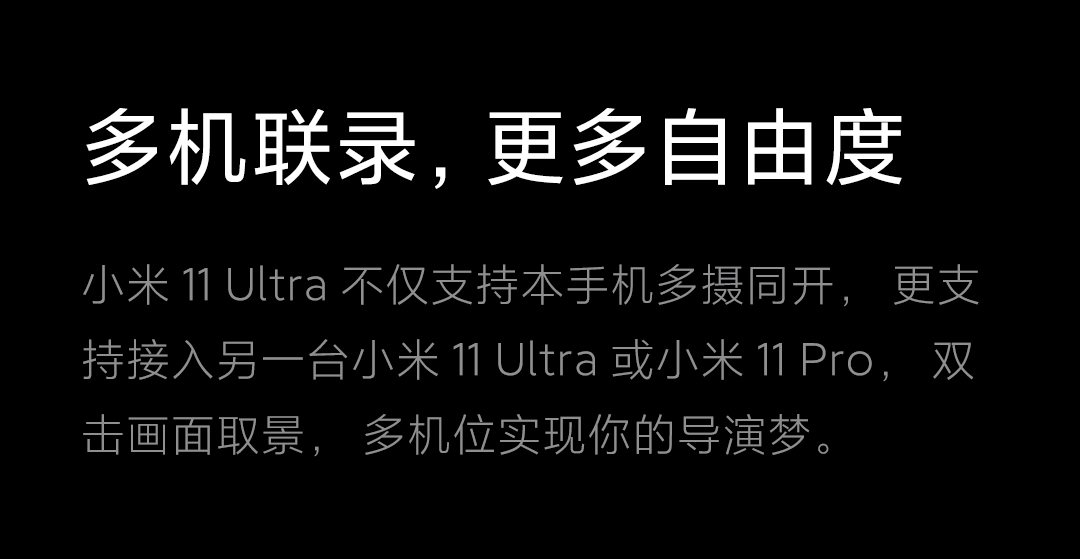 多机联录，更多自由度
小米 11 Ultra 不仅支持本手机多摄同开， 更支
持接入另一台小米 11 Ultra 或小米 11 Pro， 双
击画面取景， 多机位实现你的导演梦。